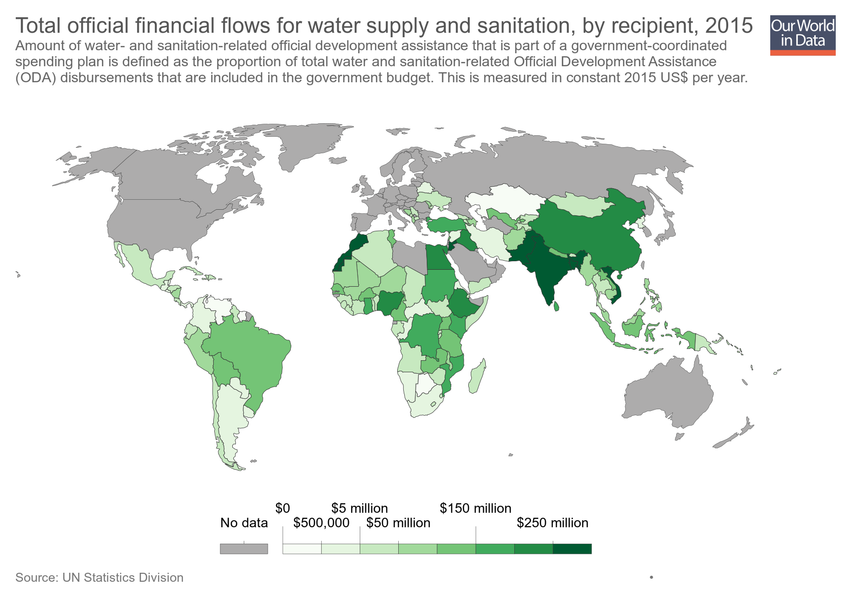 Total official financial flows for water supply and sanitation, by recipient, 2015
Our World
in Data
Amount of water- and sanitation-related official development assistance that is part of a government-coordinated
spending plan is defined as the proportion of total water and sanitation-related Official Development Assistance
(ODA) disbursements that are included in the government budget. This is measured in constant 2015 US$ per year.
$0 $5 million $150 million
No data $500,000 $50 million $250 million
Source: UN Statistics Division